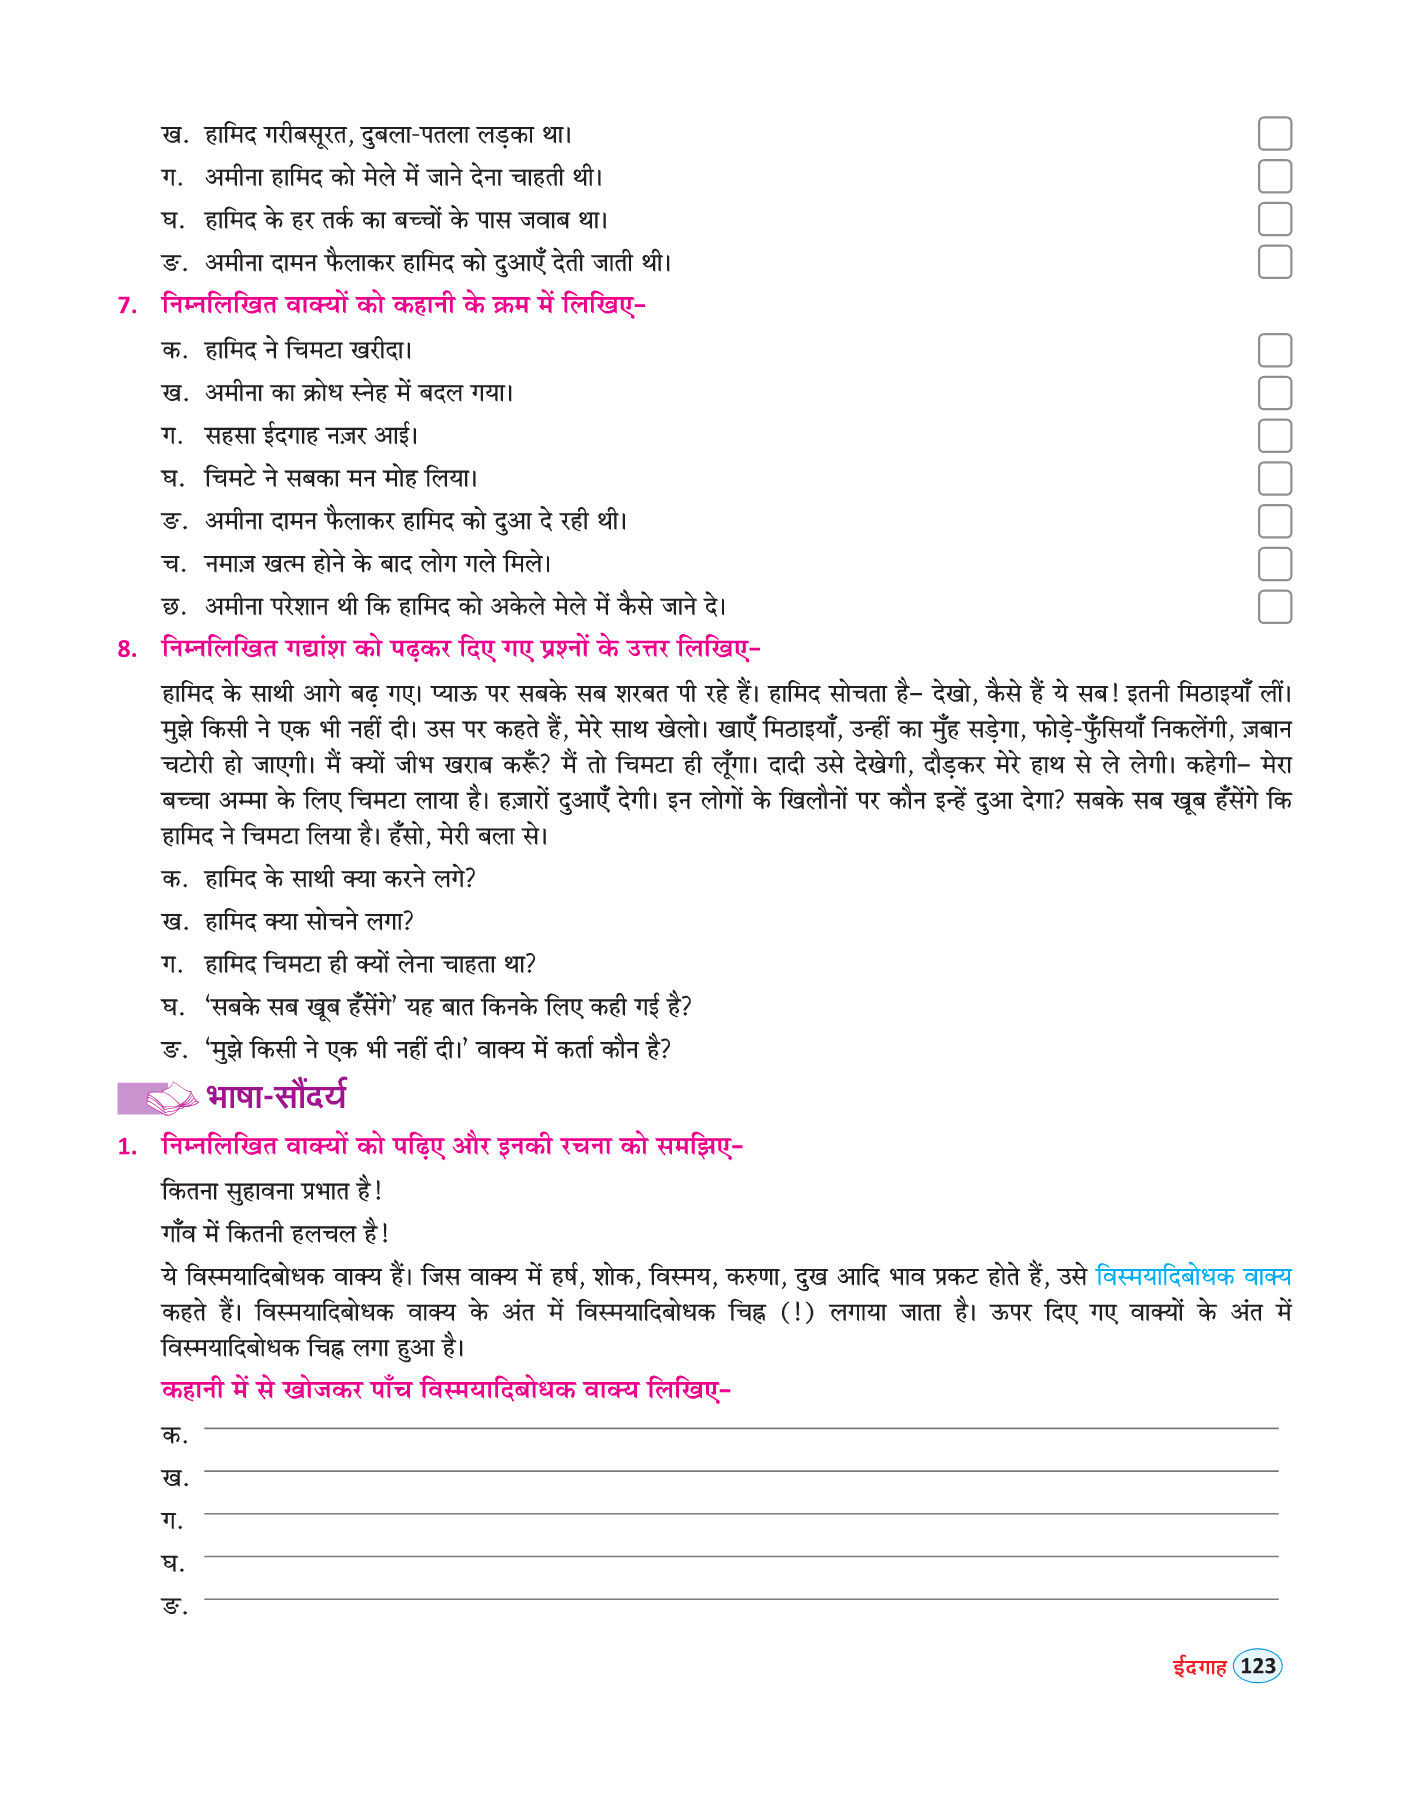 ख. हामिद गरीबसूरत, दुबला-पतला लड़का था।
ग. अमीना हामिद को मेले में जाने देना चाहती थी।
घ. हामिद के हर तर्क का बच्चों के पास जवाब था।
ङ. अमीना दामन फैलाकर हामिद को दुआएँ देती जाती थी।
7. निम्नलिखित वाक्यों को कहानी के क्रम में लिखिए–
क. हामिद ने चिमटा खरीदा।
ख. अमीना का क्रोध स्नेह में बदल गया।
ग. सहसा ईदगाह नज़र आई।
घ. चिमटे ने सबका मन मोह लिया।
ङ. अमीना दामन फैलाकर हामिद को दुआ दे रही थी।
च. नमाज़ खत्म होने के बाद लोग गले मिले।
छ. अमीना परेशान थी कि हामिद को अकेले मेले में कैसे जाने दे।
8. निम्नलिखित गद्यांश को पढ़कर दिए गए प्रश्नों के उत्तर लिखिए–
हामिद के साथी आगे बढ़ गए। प्याऊ पर सबके सब शरबत पी रहे हैं। हामिद सोचता है– देखो, कैसे हैं ये सब! इतनी मिठाइयाँ लीं।
मुझे किसी ने एक भी नहीं दी। उस पर कहते हैं, मेरे साथ खेलो। खाएँ मिठाइयाँ, उन्हीं का मुँह सड़ेगा, फोड़े-फुँसियाँ निकलेंगी, ज़बान
चटोरी हो जाएगी। मैं क्यों जीभ खराब करूँ? मैं तो चिमटा ही लूँगा। दादी उसे देखेगी, दौड़कर मेरे हाथ से ले लेगी। कहेगी– मेरा
बच्चा अम्मा के लिए चिमटा लाया है। हज़ारों दुआएँ देगी। इन लोगों के खिलौनों पर कौन इन्हें दुआ देगा? सबके सब खूब हँसेंगे कि
हामिद ने चिमटा लिया है। हँसो, मेरी बला से।
क. हामिद के साथी क्या करने लगे?
ख. हामिद क्या सोचने लगा?
ग. हामिद चिमटा ही क्यों लेना चाहता था?
घ. ‘सबके सब खूब हँसेंगे’ यह बात किनके लिए कही गई है?
ङ. ‘मुझे किसी ने एक भी नहीं दी।’ वाक्य में कर्ता कौन है?
भाषा-सौंदर्य
1. निम्नलिखित वाक्यों को पढ़िए और इनकी रचना को समझिए–
कितना सुहावना प्रभात है!
गाँव में कितनी हलचल है!
ये विस्मयादिबोधक वाक्य हैं। जिस वाक्य में हर्ष, शोक, विस्मय, करुणा, दुख आदि भाव प्रकट होते हैं, उसे विस्मयादिबोधक वाक्य
कहते हैं। विस्मयादिबोधक वाक्य के अंत में विस्मयादिबोधक चिह्न (!) लगाया जाता है। ऊपर दिए गए वाक्यों के अंत में
विस्मयादिबोधक चिह्न लगा हुआ है।
कहानी में से खोजकर पाँच विस्मयादिबोधक वाक्य लिखिए–
क.
ख.
ग.
घ.
ङ.
ईदगाह 123